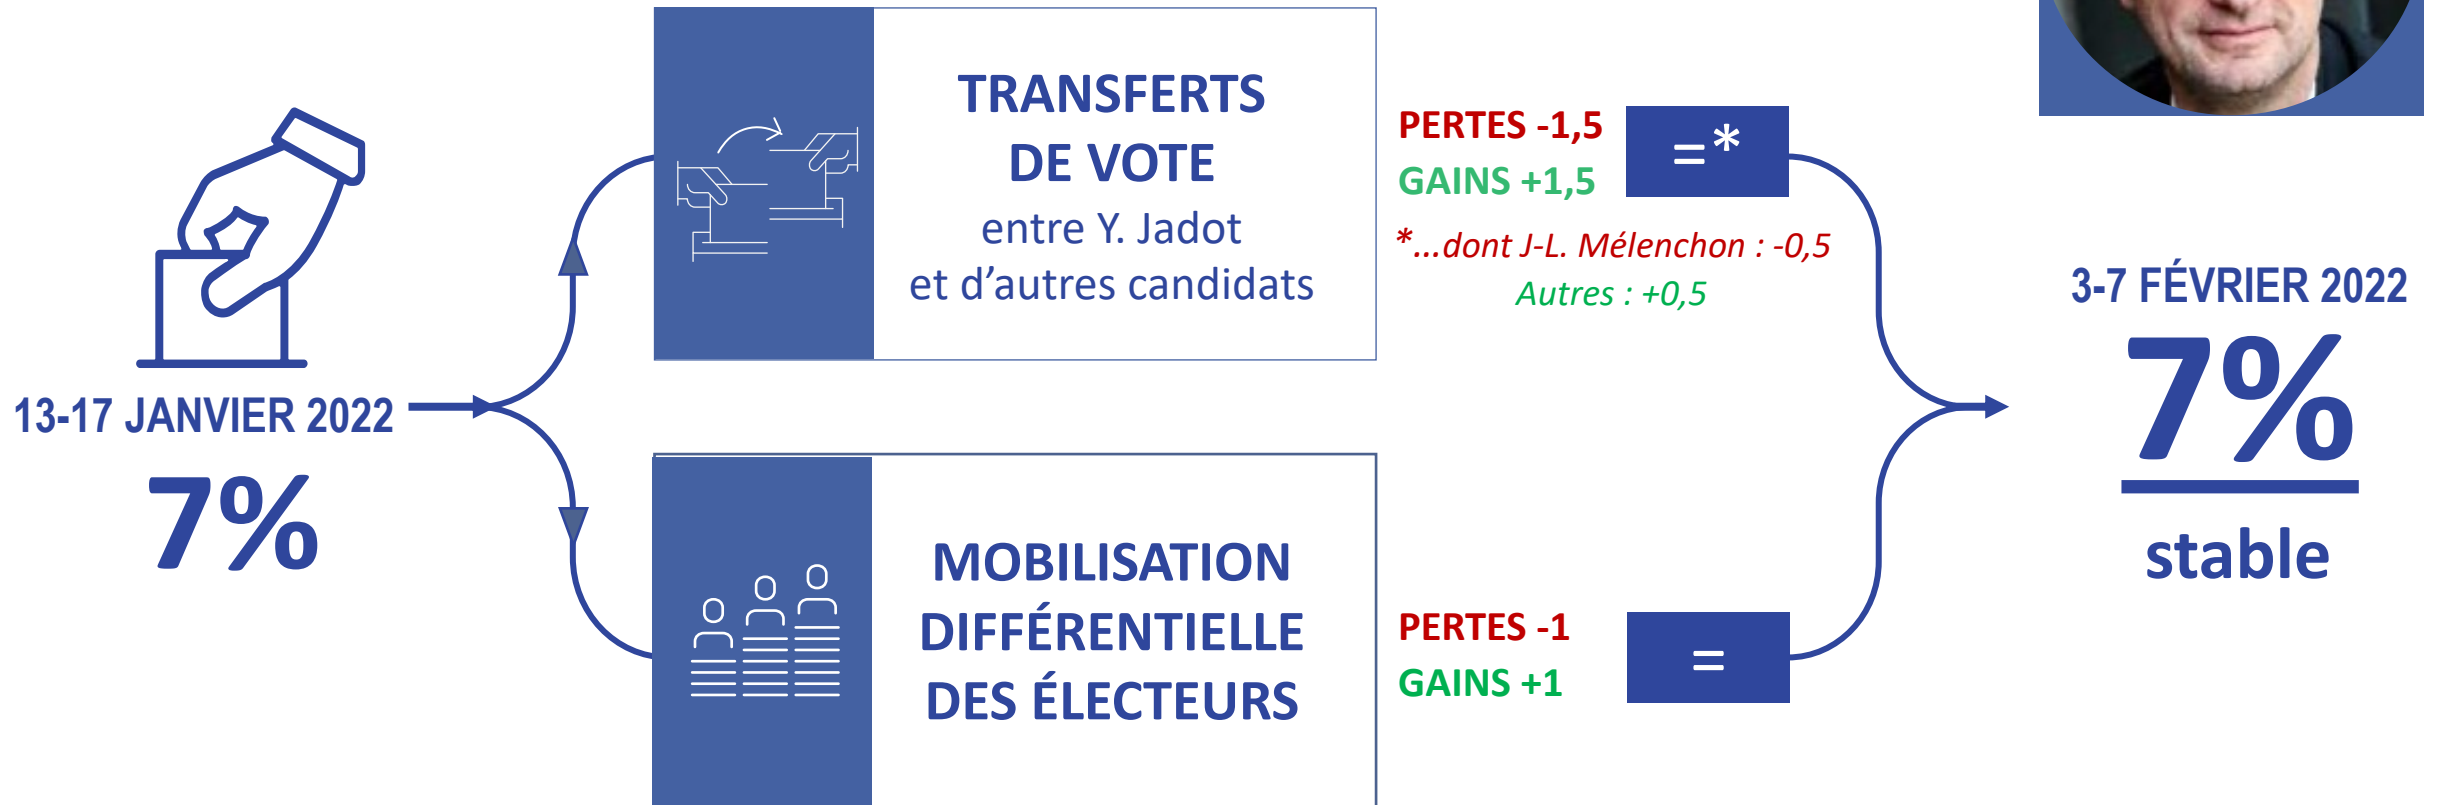 13-17 JANVIER 2022
7%
TRANSFERTS
DE VOTE
entre Y. Jadot
et d’autres candidats
PERTES -1,5
GAINS +1,5
=*
*...dont J-L. Mélenchon : -0,5
Autres : +0,5
MOBILISATION
DIFFÉRENTIELLE
DES ÉLECTEURS
PERTES -1
GAINS +1
=
3-7 FÉVRIER 2022
7%
stable